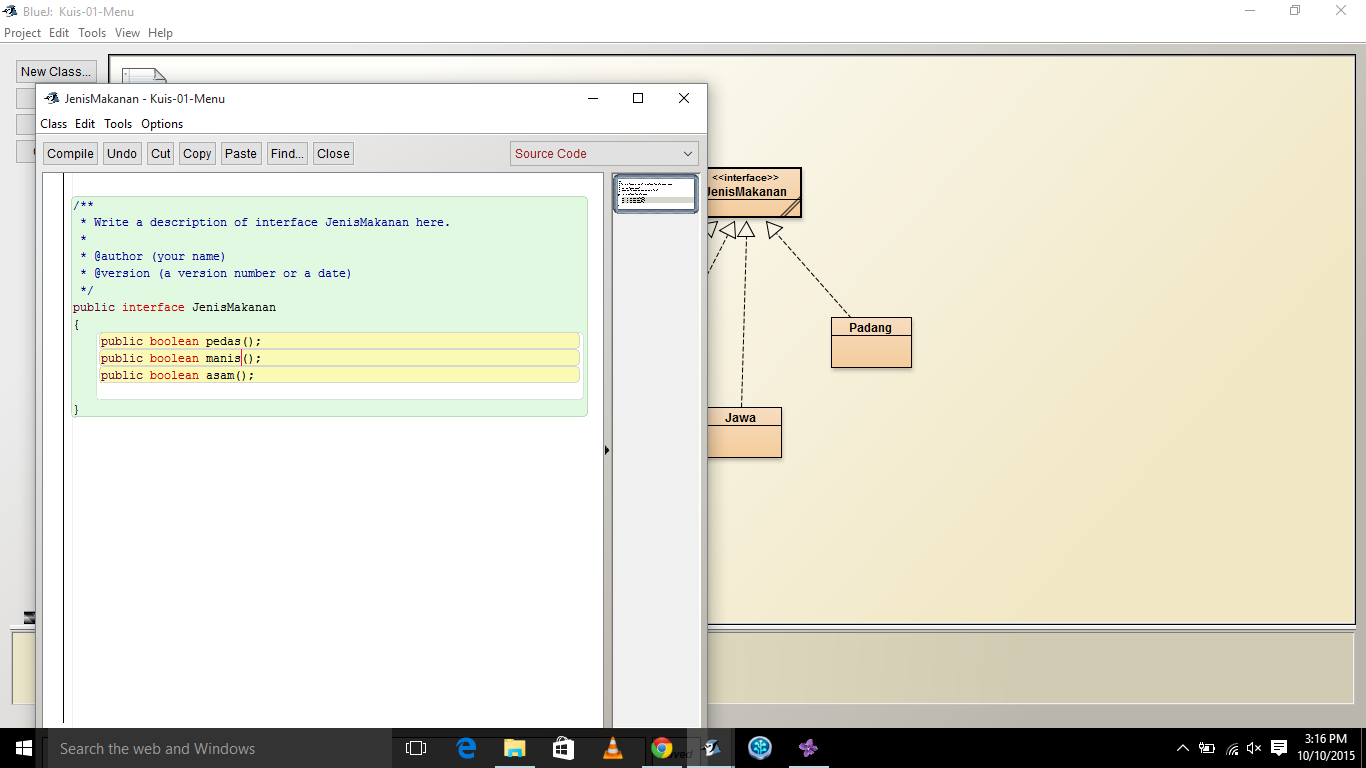 BlueJ: Kuis-01-Menu
Project Edit Tools View Help
New Class...
JenisMakanan - Kuis-01-Menu
Class Edit Tools Options
Compile Undo Cut Copy Paste Find... Close Source Code
/**
* Write a description of interface JenisMakanan here.
*
* @author (your name)
* @version (a version number or a date)
*/
public interface JenisMakanan
{
public boolean pedas();
public boolean manis();
public boolean asam();
}
<<interface>>
JenisMakanan
Padang
Jawa
Search the web and Windows
3:16 PM
10/10/2015